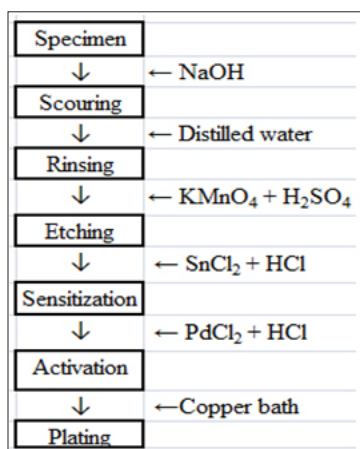 Specimen
↓ ← NaOH
Scouring
↓ ← Distilled water
Rinsing
↓ ← KMnO₄ + H₂SO₄
Etching
↓ ← SnCl₂ + HCl
Sensitization
↓ ← PdCl₂ + HCl
Activation
↓ ←Copper bath
Plating